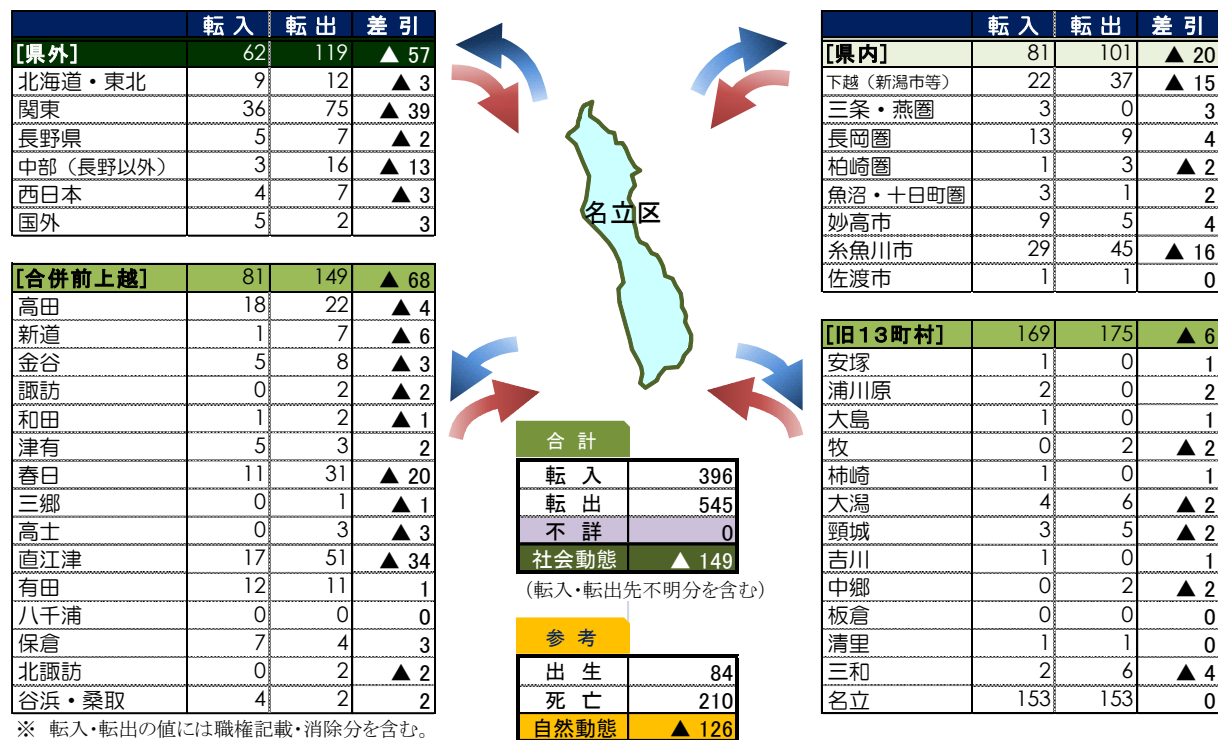 転入 転出 差引
[県外] 62 119 ▲ 57
北海道・東北 9 12 ▲ 3
関東 36 75 ▲ 39
長野県 5 7 ▲ 2
中部（長野以外） 3 16 ▲ 13
西日本 4 7 ▲ 3
国外 5 2 3
[合併前上越] 81 149 ▲ 68
高田 18 22 ▲ 4
新道 1 7 ▲ 6
金谷 5 8 ▲ 3
諏訪 0 2 ▲ 2
和田 1 2 ▲ 1
津有 5 3 2
春日 11 31 ▲ 20
三郷 0 1 ▲ 1
高士 0 3 ▲ 3
直江津 17 51 ▲ 34
有田 12 11 1
八千浦 0 0 0
保倉 7 4 3
北諏訪 0 2 ▲ 2
谷浜・桑取 4 2 2
※ 転入・転出の値には職権記載・消除分を含む。
名立区
合計
転入 396
転出 545
不詳 0
社会動態 ▲ 149
（転入・転出先不明分を含む）
参考
出生 84
死亡 210
自然動態 ▲ 126
転入 転出 差引
[県内] 81 101 ▲ 20
下越（新潟市等） 22 37 ▲ 15
三条・燕圏 3 0 3
長岡圏 13 9 4
柏崎圏 1 3 ▲ 2
魚沼・十日町圏 3 1 2
妙高市 9 5 4
糸魚川市 29 45 ▲ 16
佐渡市 1 1 0
[旧13町村] 169 175 ▲ 6
安塚 1 0 1
浦川原 2 0 2
大島 1 0 1
牧 0 2 ▲ 2
柿崎 1 0 1
大潟 4 6 ▲ 2
頸城 3 5 ▲ 2
吉川 1 0 1
中郷 0 2 ▲ 2
板倉 0 0 0
清里 1 1 0
三和 2 6 ▲ 4
名立 153 153 0